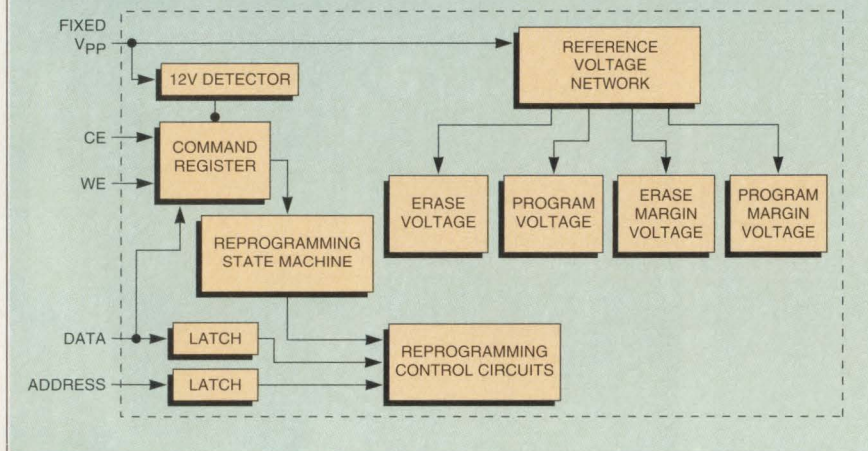 FIXED
VPP
12V DETECTOR
REFERENCE
VOLTAGE
NETWORK
CE
WE
COMMAND
REGISTER
ERASE
VOLTAGE
PROGRAM
VOLTAGE
ERASE
MARGIN
VOLTAGE
PROGRAM
MARGIN
VOLTAGE
REPROGRAMMING
STATE MACHINE
DATA
LATCH
REPROGRAMMING
CONTROL CIRCUITS
ADDRESS
LATCH